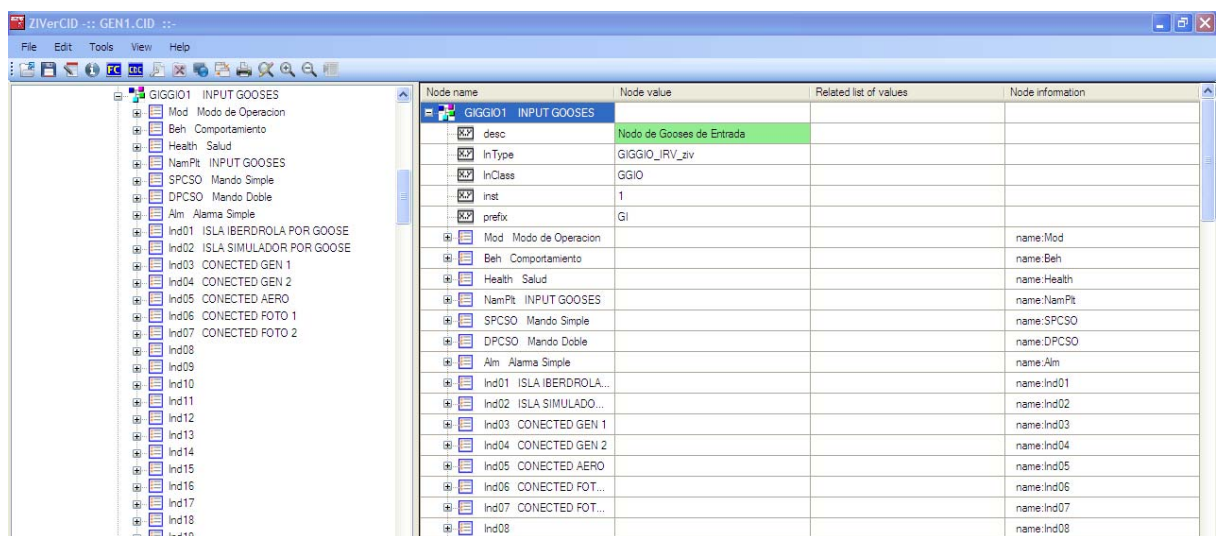 ZIVerCID -:: GEN1.CID ::-
File Edit Tools View Help
GIGGIO1 INPUT GOOSES
Mod Modo de Operacion
Beh Comportamiento
Health Salud
NamPlt INPUT GOOSES
SPCSO Mando Simple
DPCSO Mando Doble
Alm Alarma Simple
Ind01 ISLA IBERDROLA POR GOOSE
Ind02 ISLA SIMULADOR POR GOOSE
Ind03 CONECTED GEN 1
Ind04 CONECTED GEN 2
Ind05 CONECTED AERO
Ind06 CONECTED FOTO 1
Ind07 CONECTED FOTO 2
Ind08
Ind09
Ind10
Ind11
Ind12
Ind13
Ind14
Ind15
Ind16
Ind17
Ind18
Ind19
Node name Node value Related list of values Node information
GIGGIO1 INPUT GOOSES
desc Nodo de Gooses de Entrada
lnType GIGGIO_IRV_ziv
lnClass GGIO
inst 1
prefix GI
Mod Modo de Operacion name:Mod
Beh Comportamiento name:Beh
Health Salud name:Health
NamPlt INPUT GOOSES name:NamPlt
SPCSO Mando Simple name:SPCSO
DPCSO Mando Doble name:DPCSO
Alm Alarma Simple name:Alm
Ind01 ISLA IBERDROLA... name:Ind01
Ind02 ISLA SIMULADO... name:Ind02
Ind03 CONECTED GEN 1 name:Ind03
Ind04 CONECTED GEN 2 name:Ind04
Ind05 CONECTED AERO name:Ind05
Ind06 CONECTED FOT... name:Ind06
Ind07 CONECTED FOT... name:Ind07
Ind08 name:Ind08